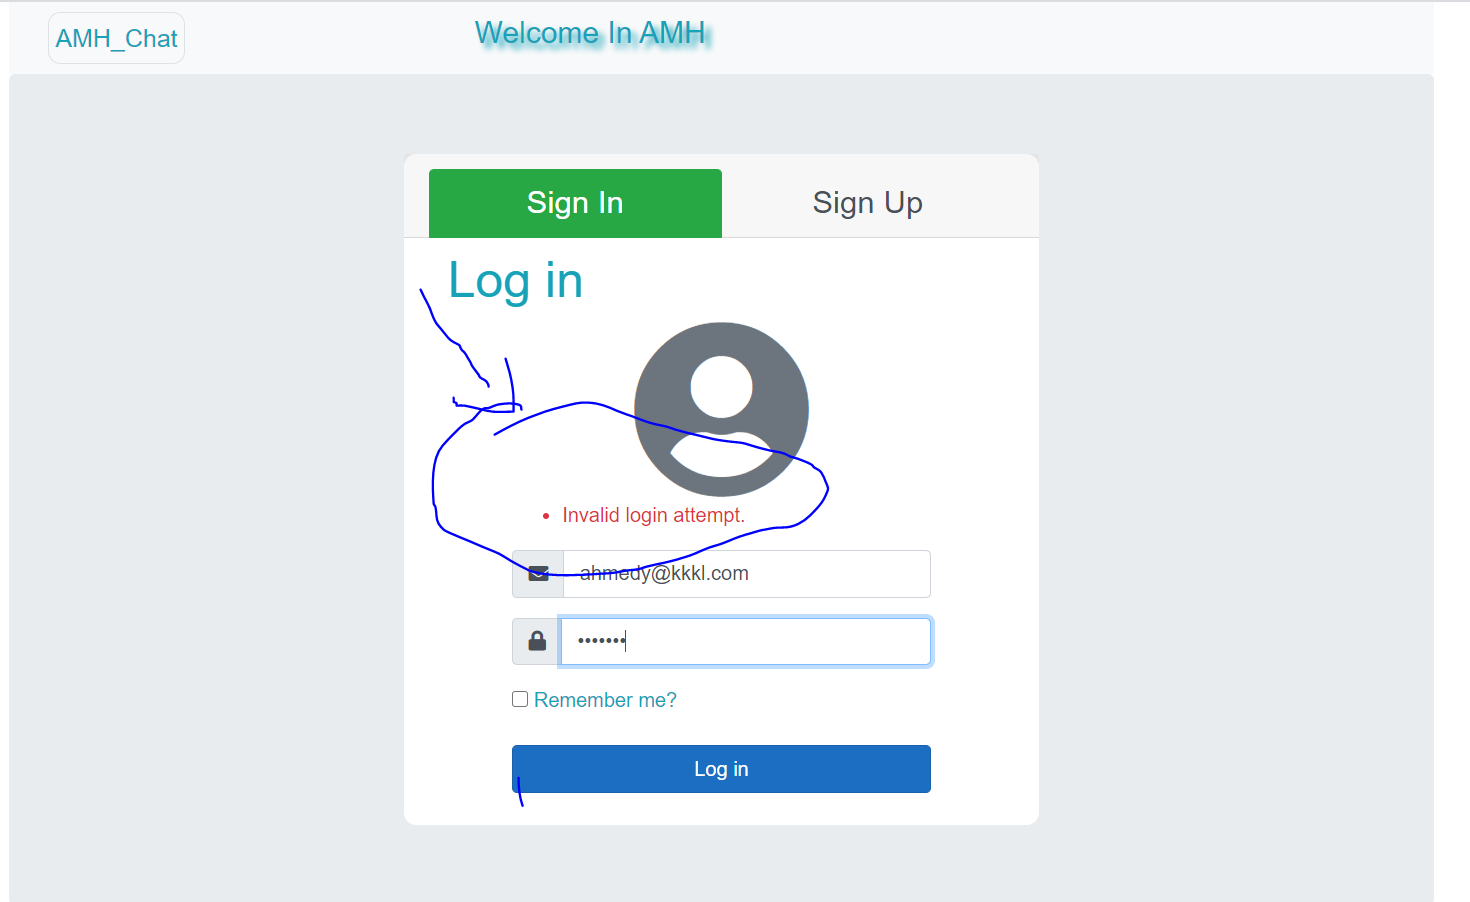 AMH_Chat
Welcome In AMH
Sign In
Sign Up
Log in
Invalid login attempt.
ahmedy@kkkl.com
•••••••
Remember me?
Log in